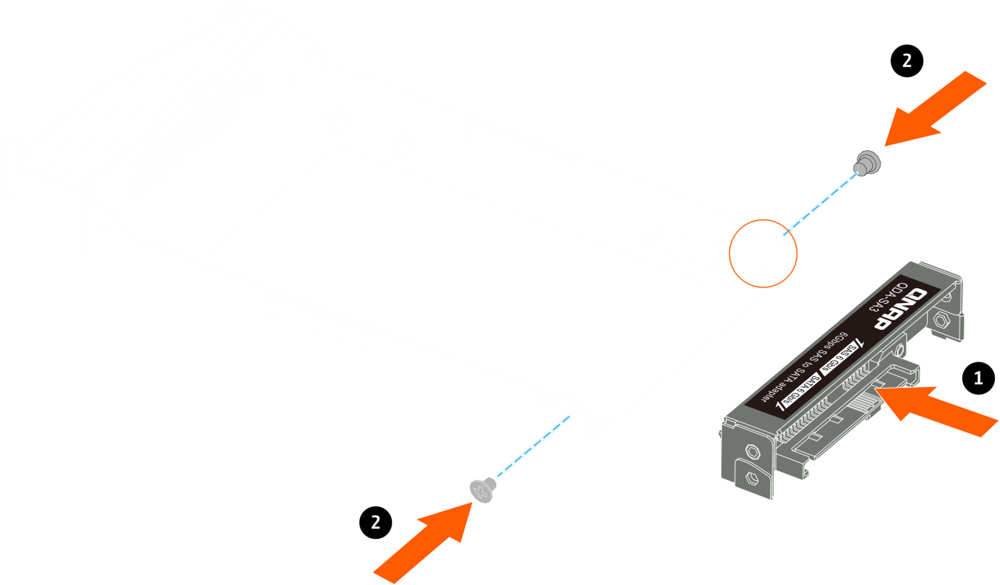 2
QNAP
QDA-SA3
SAS 6 Gb/s
SATA 6 Gb/s
6Gbps SAS to SATA adapter
1
2